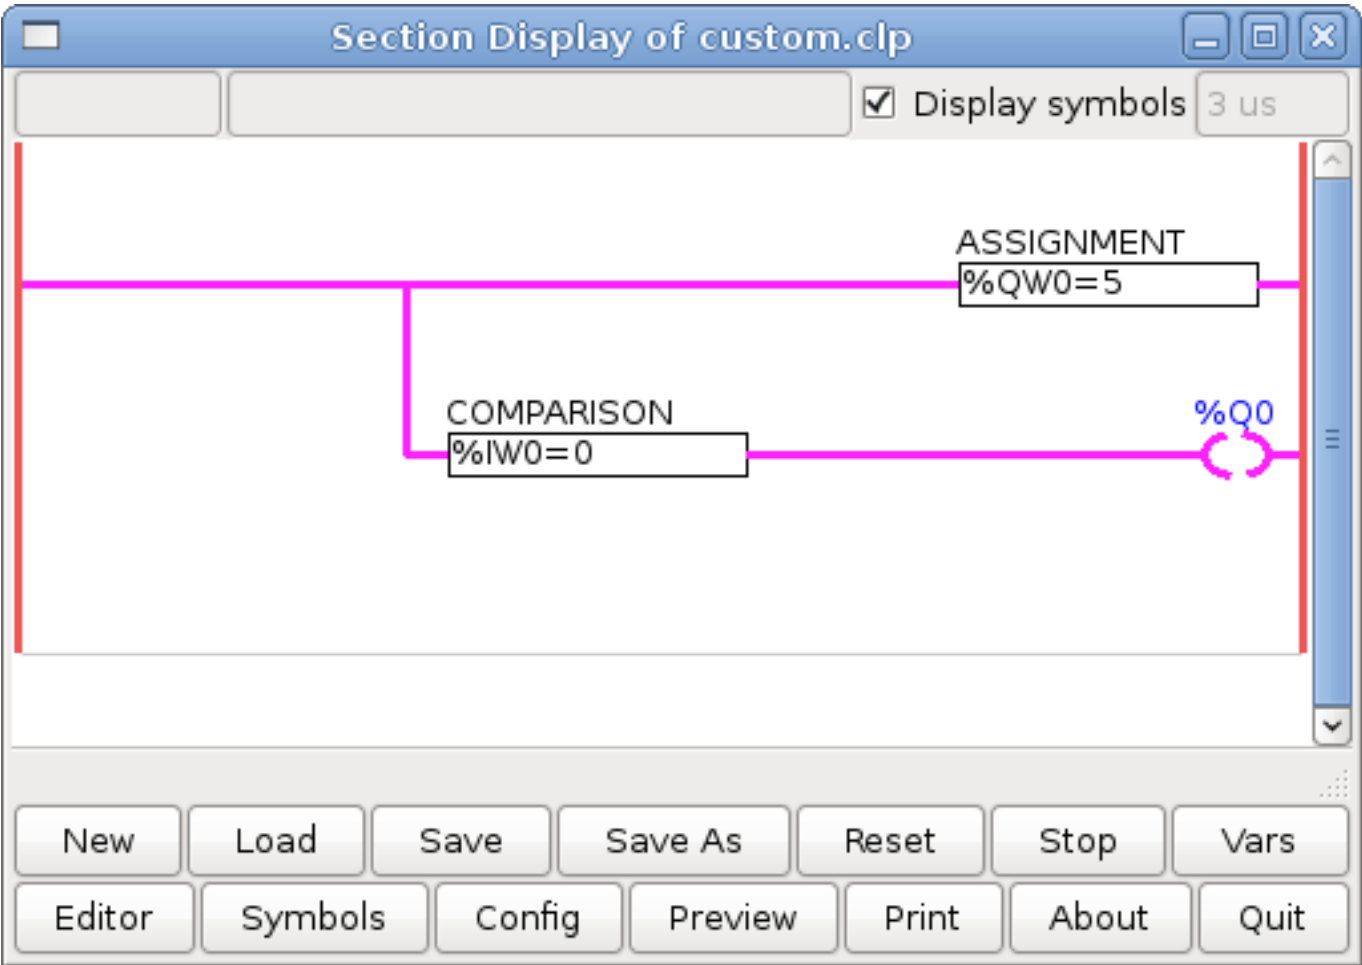 Section Display of custom.clp
Display symbols 3 us
ASSIGNMENT
%QW0=5
COMPARISON %Q0
%IW0=0
New Load Save Save As Reset Stop Vars
Editor Symbols Config Preview Print About Quit